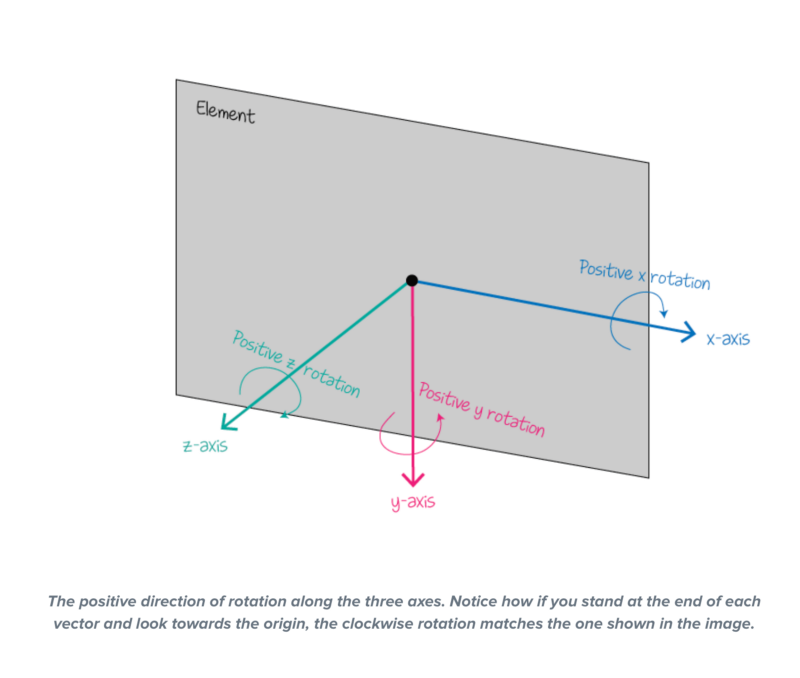 Element
Positive x rotation
x-axis
Positive z rotation
z-axis
Positive y rotation
y-axis
The positive direction of rotation along the three axes. Notice how if you stand at the end of each
vector and look towards the origin, the clockwise rotation matches the one shown in the image.